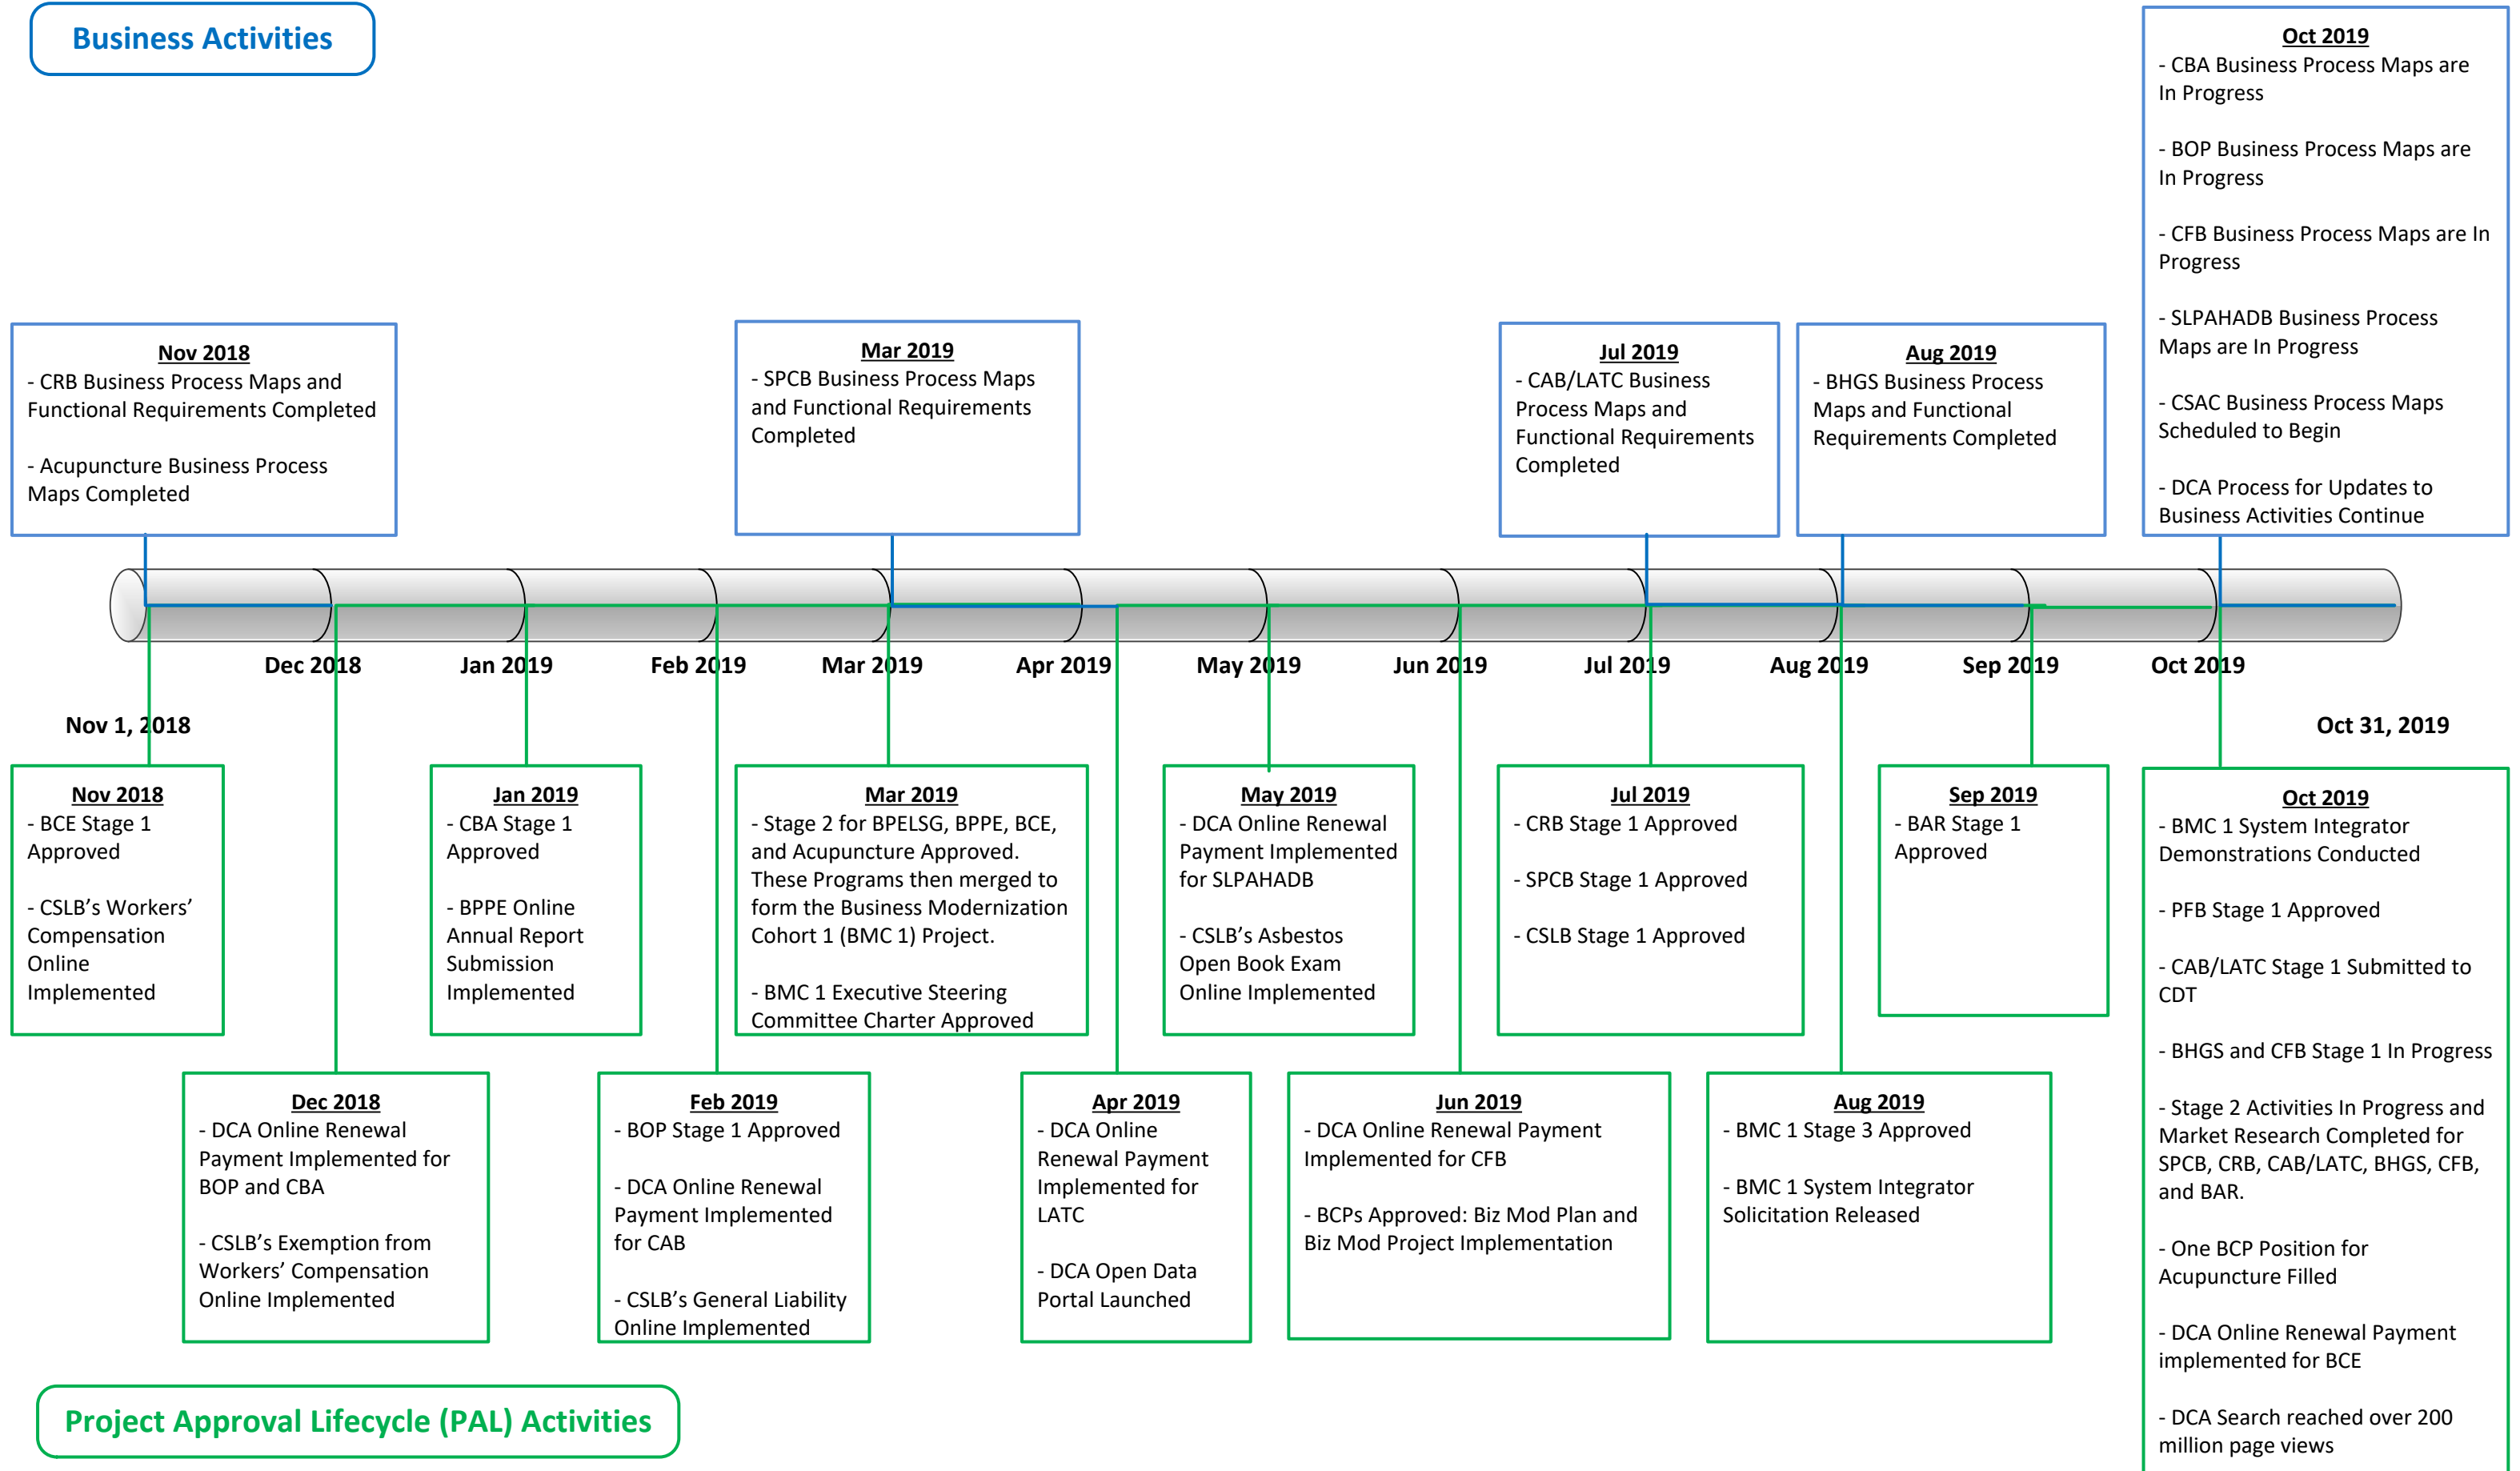 Business Activities
Oct 2019
- CBA Business Process Maps are
In Progress
- BOP Business Process Maps are
In Progress
- CFB Business Process Maps are In
Progress
- SLPAHADB Business Process
Maps are In Progress
- CSAC Business Process Maps
Scheduled to Begin
- DCA Process for Updates to
Business Activities Continue
Nov 2018
- CRB Business Process Maps and
Functional Requirements Completed
- Acupuncture Business Process
Maps Completed
Mar 2019
- SPCB Business Process Maps
and Functional Requirements
Completed
Jul 2019
- CAB/LATC Business
Process Maps and
Functional Requirements
Completed
Aug 2019
- BHGS Business Process
Maps and Functional
Requirements Completed
Dec 2018
Jan 2019
Feb 2019
Mar 2019
Apr 2019
May 2019
Jun 2019
Jul 2019
Aug 2019
Sep 2019
Oct 2019
Nov 1, 2018
Oct 31, 2019
Nov 2018
- BCE Stage 1
Approved
- CSLB’s Workers’
Compensation
Online
Implemented
Jan 2019
- CBA Stage 1
Approved
- BPPE Online
Annual Report
Submission
Implemented
Mar 2019
- Stage 2 for BPELSG, BPPE, BCE,
and Acupuncture Approved.
These Programs then merged to
form the Business Modernization
Cohort 1 (BMC 1) Project.
- BMC 1 Executive Steering
Committee Charter Approved
May 2019
- DCA Online Renewal
Payment Implemented
for SLPAHADB
- CSLB’s Asbestos
Open Book Exam
Online Implemented
Jul 2019
- CRB Stage 1 Approved
- SPCB Stage 1 Approved
- CSLB Stage 1 Approved
Sep 2019
- BAR Stage 1
Approved
Oct 2019
- BMC 1 System Integrator
Demonstrations Conducted
- PFB Stage 1 Approved
- CAB/LATC Stage 1 Submitted to
CDT
- BHGS and CFB Stage 1 In Progress
- Stage 2 Activities In Progress and
Market Research Completed for
SPCB, CRB, CAB/LATC, BHGS, CFB,
and BAR.
- One BCP Position for
Acupuncture Filled
- DCA Online Renewal Payment
implemented for BCE
- DCA Search reached over 200
million page views
Dec 2018
- DCA Online Renewal
Payment Implemented for
BOP and CBA
- CSLB’s Exemption from
Workers’ Compensation
Online Implemented
Feb 2019
- BOP Stage 1 Approved
- DCA Online Renewal
Payment Implemented
for CAB
- CSLB’s General Liability
Online Implemented
Apr 2019
- DCA Online
Renewal Payment
Implemented for
LATC
- DCA Open Data
Portal Launched
Jun 2019
- DCA Online Renewal Payment
Implemented for CFB
- BCPs Approved: Biz Mod Plan and
Biz Mod Project Implementation
Aug 2019
- BMC 1 Stage 3 Approved
- BMC 1 System Integrator
Solicitation Released
Project Approval Lifecycle (PAL) Activities